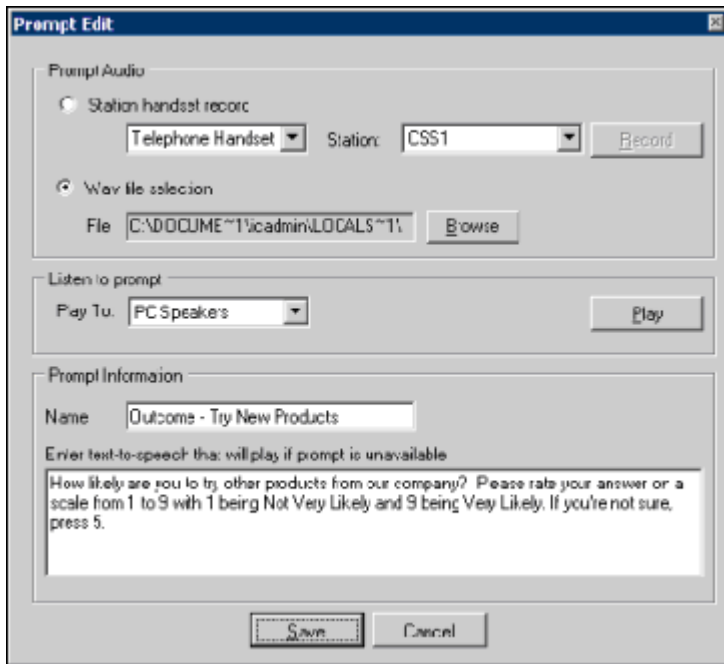 Prompt Edit
Prompt Audio
Station handset record
Telephone Handset Station: CSS1 Record
Wav file selection
File C:\DOCUME~1\icadmin\LOCALS~1\ Browse
Listen to prompt
Play To: PC Speakers Play
Prompt Information
Name Outcome - Try New Products
Enter text-to-speech that will play if prompt is unavailable
How likely are you to try other products from our company? Please rate your answer on a
scale from 1 to 9 with 1 being Not Very Likely and 9 being Very Likely. If you're not sure,
press 5.
Save Cancel